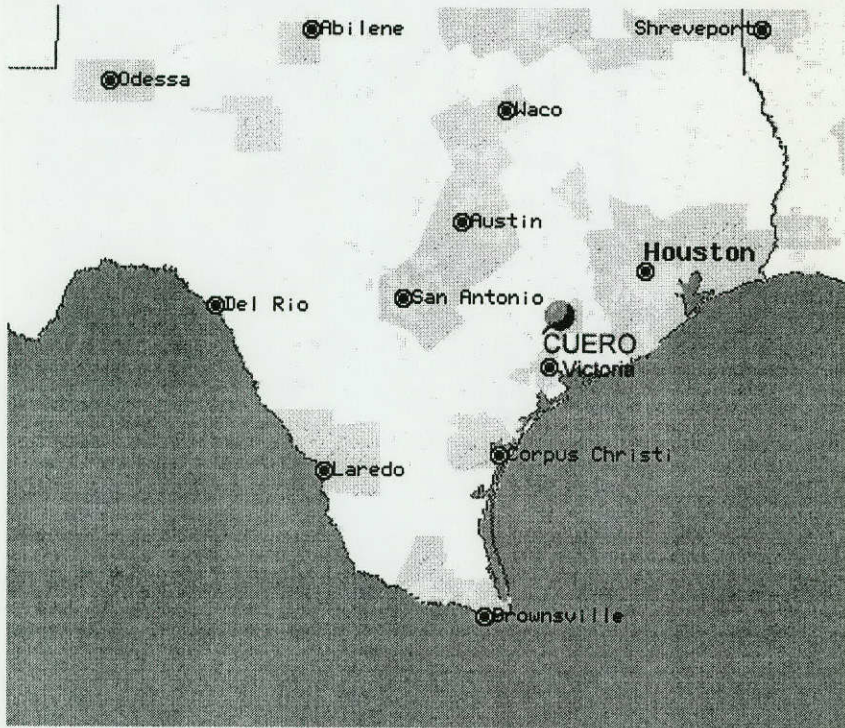 Abilene
Shreveport
Odessa
Waco
Austin
Houston
Del Rio
San Antonio
CUERO
Victoria
Corpus Christi
Laredo
Brownsville